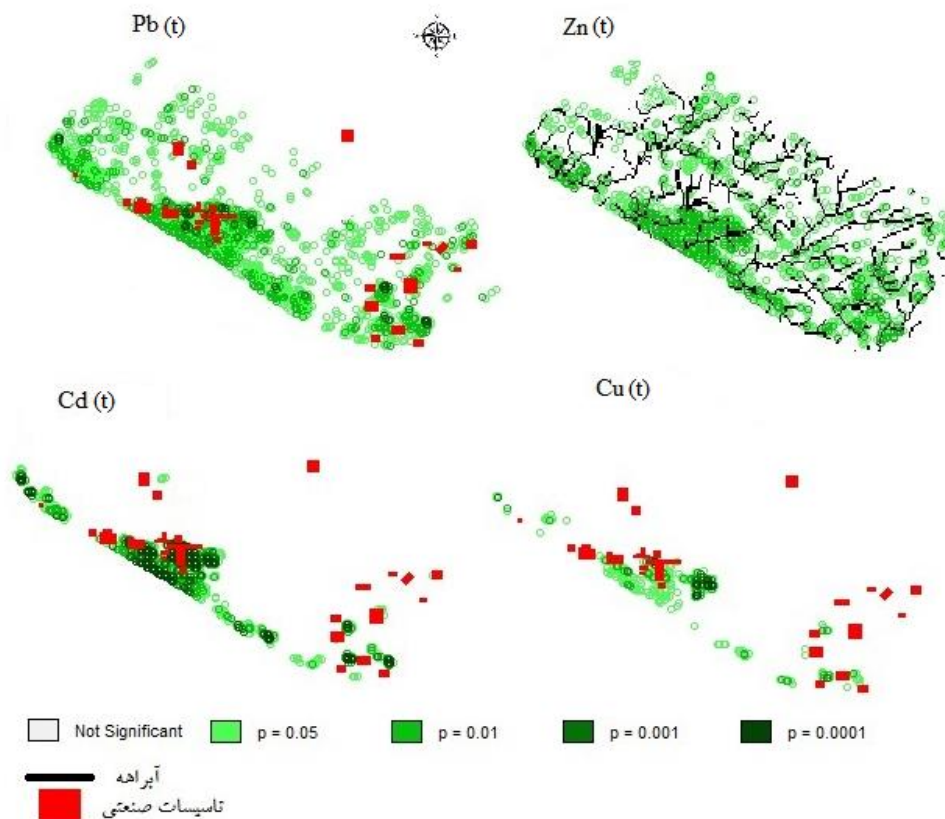 Pb (t)
Zn (t)
Cd (t)
Cu (t)
Not Significant
p = 0.05
p = 0.01
p = 0.001
p = 0.0001
آبراهه
تاسیسات صنعتی